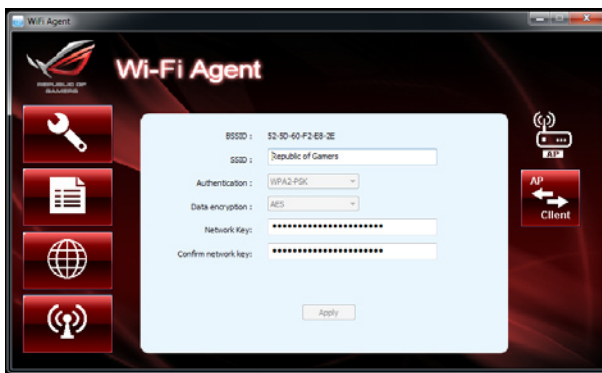 WiFi Agent
REPUBLIC OF
GAMERS
Wi-Fi Agent
BSSID : 52-5D-60-F2-E8-2E
SSID : Republic of Gamers
Authentication : WPA2-PSK
Data encryption : AES
Network Key: ••••••••••••••••••••••
Confirm network key: ••••••••••••••••••••••
Apply
AP
AP
Client